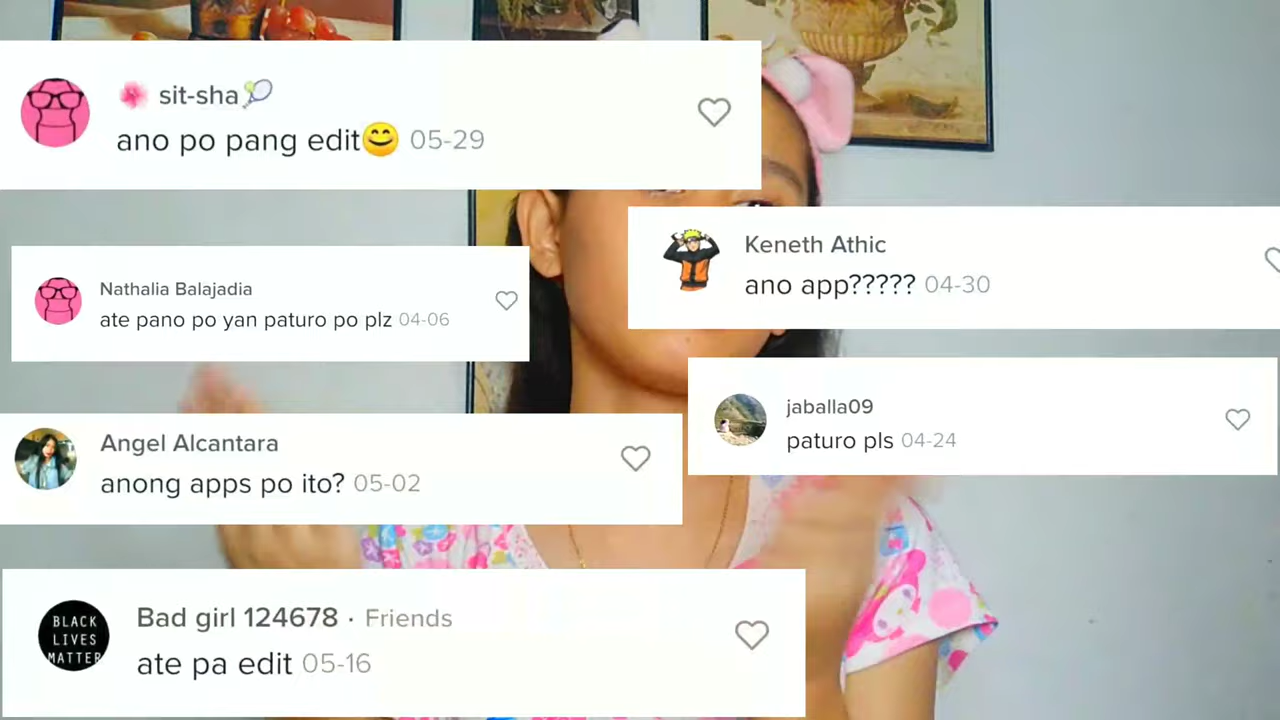 sit-sha
ano po pang edit😊 05-29
Keneth Athic
ano app????? 04-30
Nathalia Balajadia
ate pano po yan paturo po plz 04-06
jaballa09
paturo pls 04-24
Angel Alcantara
anong apps po ito? 05-02
Bad girl 124678 · Friends
ate pa edit 05-16
BLACK
LIVES
MATTER